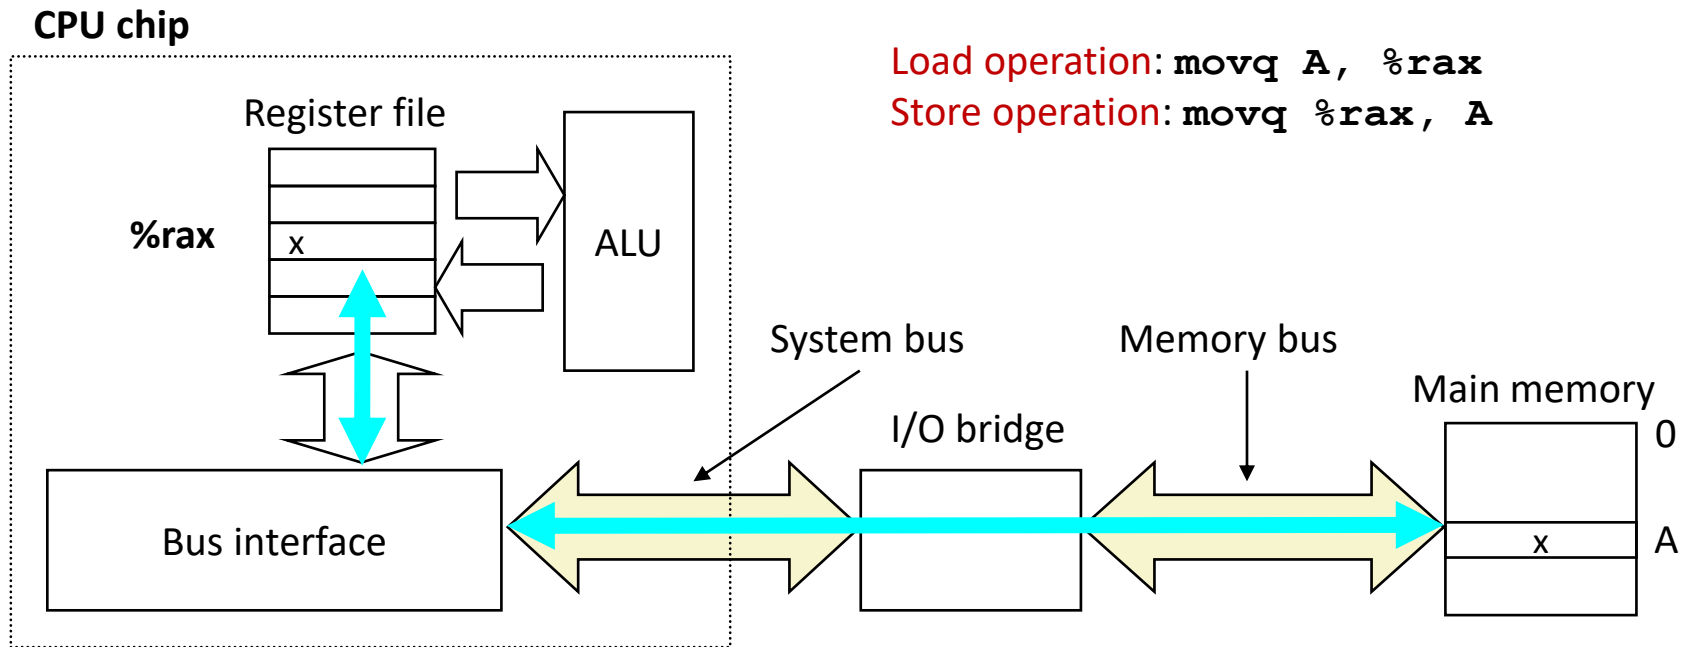 CPU chip
Load operation: movq A, %rax
Store operation: movq %rax, A
Register file
%rax
x
ALU
System bus
Memory bus
Main memory
I/O bridge
0
Bus interface
x
A